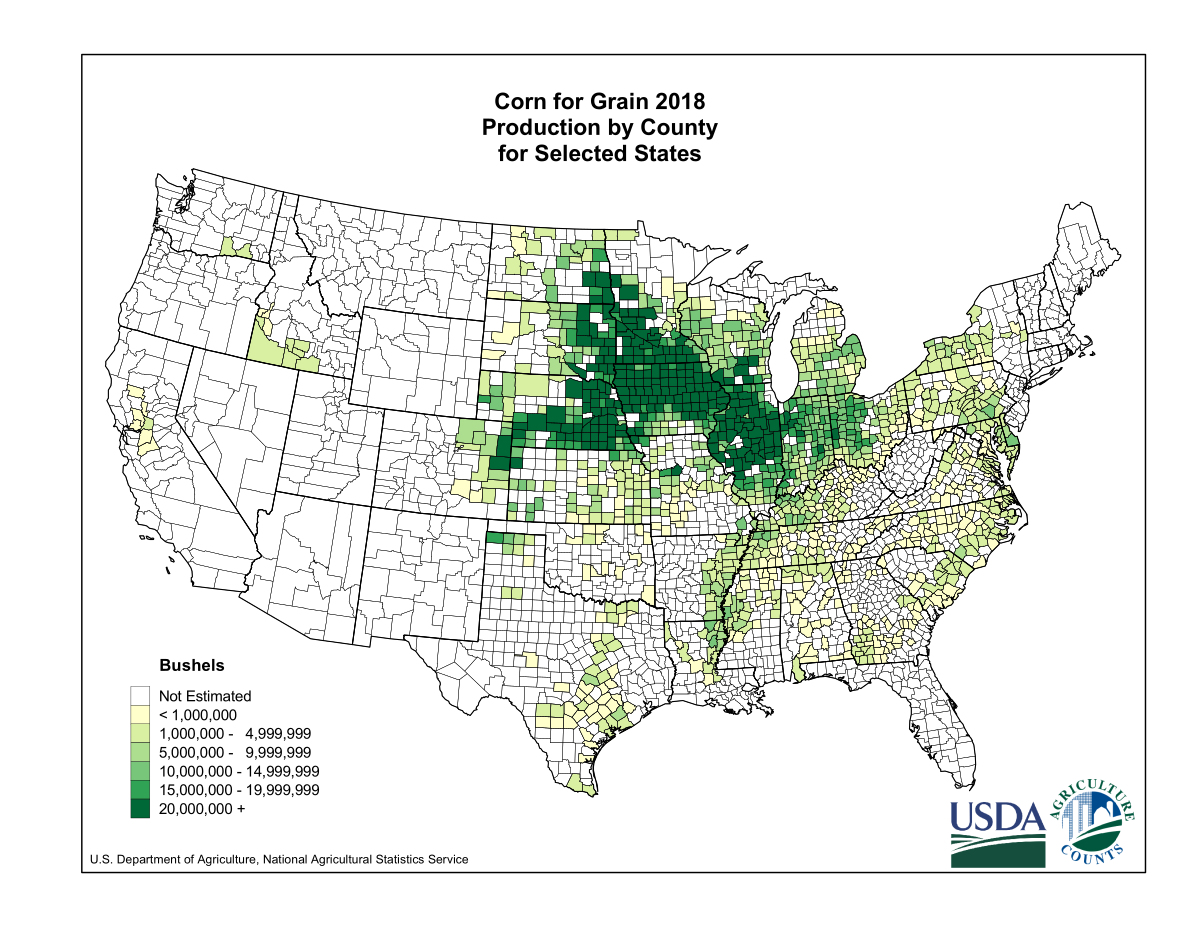 Corn for Grain 2018
Production by County
for Selected States
Bushels
Not Estimated
< 1,000,000
1,000,000 - 4,999,999
5,000,000 - 9,999,999
10,000,000 - 14,999,999
15,000,000 - 19,999,999
20,000,000 +
U.S. Department of Agriculture, National Agricultural Statistics Service
USDA
AGRICULTURE
COUNTS